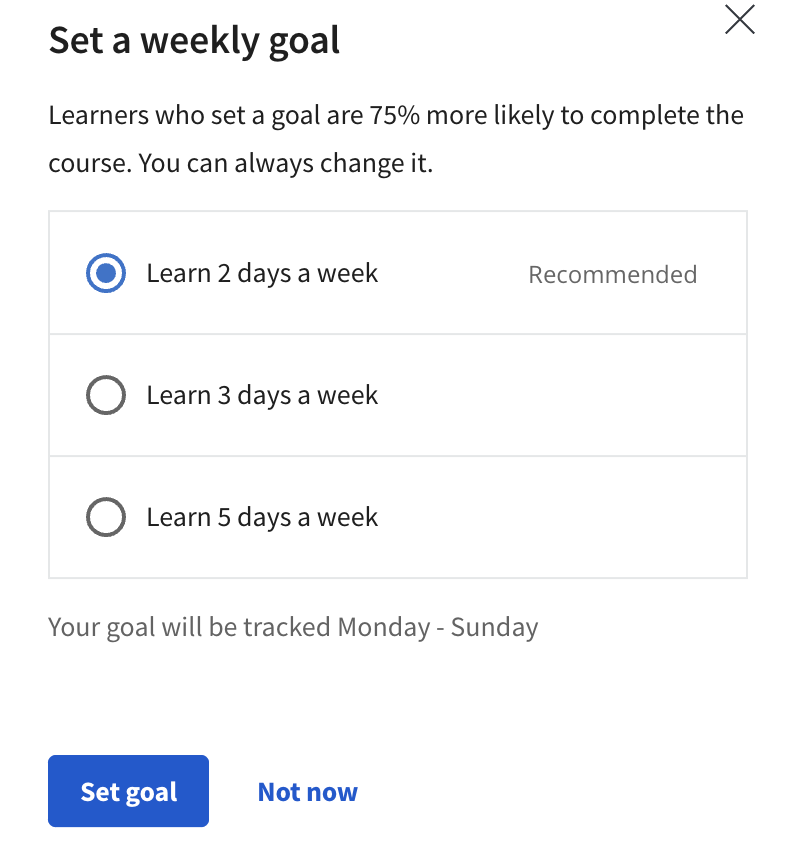 Set a weekly goal
Learners who set a goal are 75% more likely to complete the
course. You can always change it.
Learn 2 days a week Recommended
Learn 3 days a week
Learn 5 days a week
Your goal will be tracked Monday - Sunday
Set goal Not now